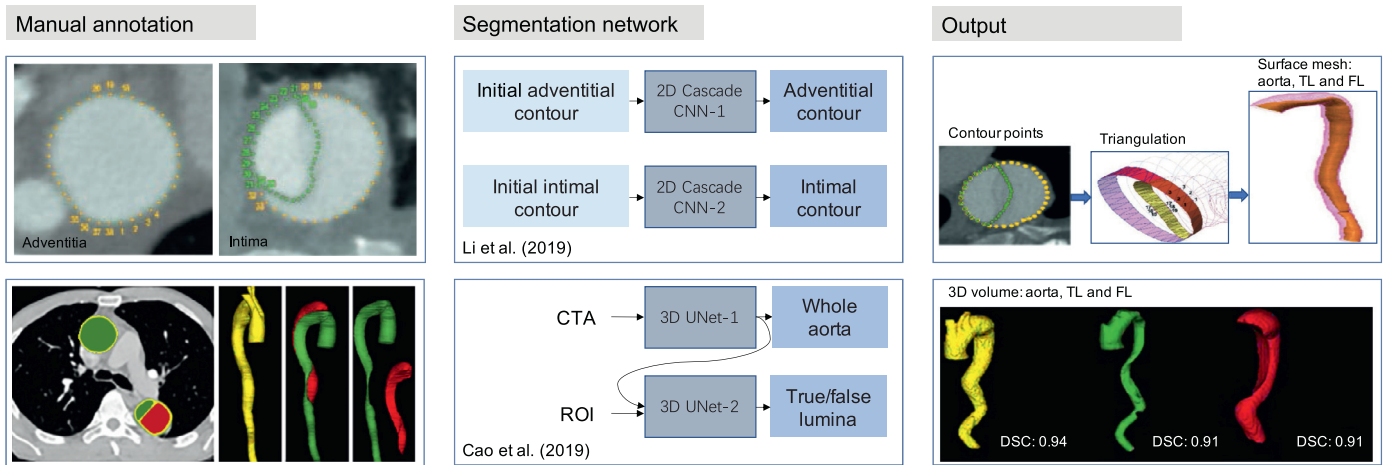 Manual annotation
Segmentation network
Output
Adventitia
Intima
Initial adventitial
contour
2D Cascade
CNN-1
Adventitial
contour
Initial intimal
contour
2D Cascade
CNN-2
Intimal
contour
Li et al. (2019)
Contour points
Triangulation
Surface mesh:
aorta, TL and FL
CTA
3D UNet-1
Whole
aorta
ROI
3D UNet-2
True/false
lumina
Cao et al. (2019)
3D volume: aorta, TL and FL
DSC: 0.94
DSC: 0.91
DSC: 0.91